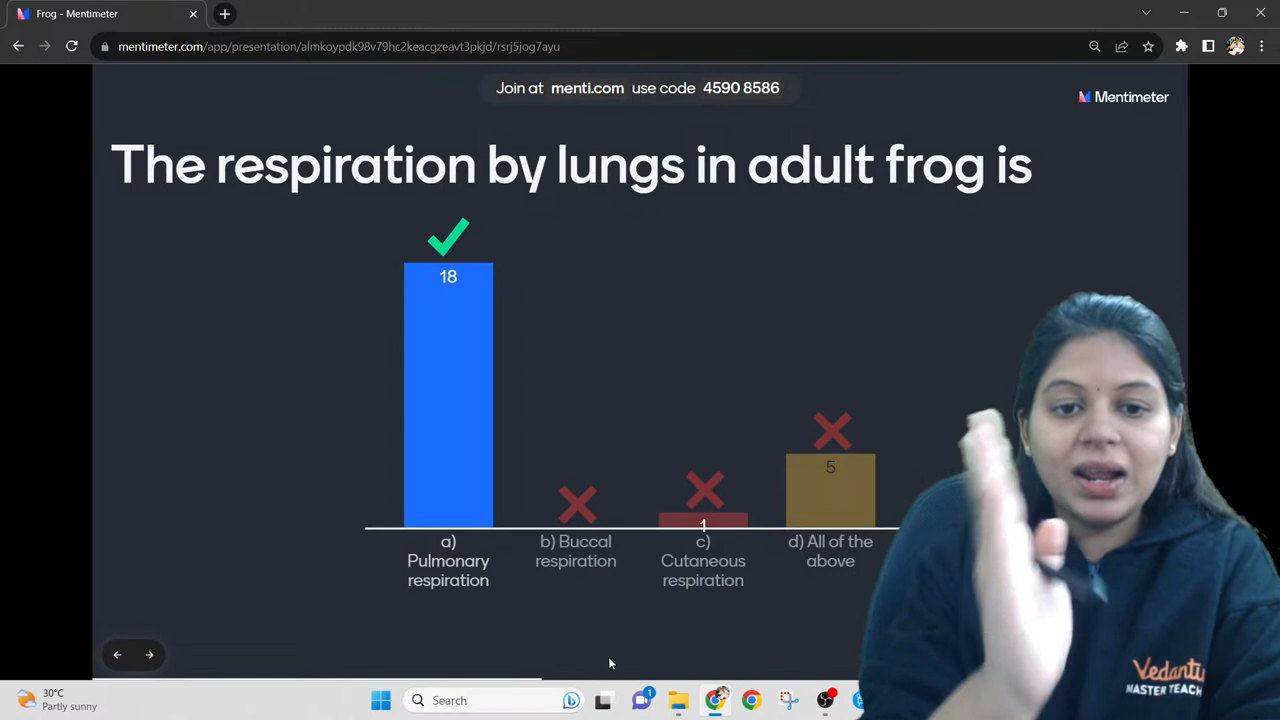 Frog - Mentimeter
mentimeter.com/app/presentation/almkoypdk98v79hc2keacgzeavt3pkjd/rsrj5jog7ayu
Join at menti.com use code 4590 8586
Mentimeter
The respiration by lungs in adult frog is
18
5
1
a)
Pulmonary
respiration
b) Buccal
respiration
c)
Cutaneous
respiration
d) All of the
above
Vedantu
MASTER TEACH
30°C
Partly sunny
Search
1